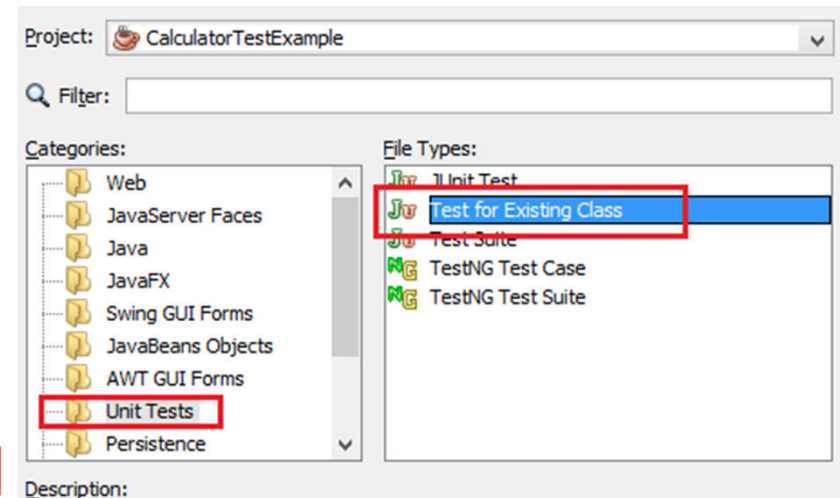 Project: CalculatorTestExample
Filter:
Categories:
Web
JavaServer Faces
Java
JavaFX
Swing GUI Forms
JavaBeans Objects
AWT GUI Forms
Unit Tests
Persistence
File Types:
JUnit Test
Test for Existing Class
Test Suite
TestNG Test Case
TestNG Test Suite
Description: